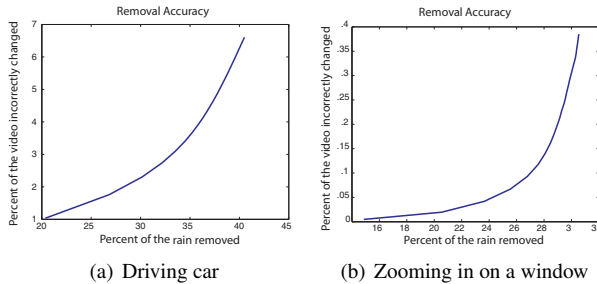 Removal Accuracy
Percent of the video incorrectly changed
7
6
5
4
3
2
1
20 25 30 35 40 45
Percent of the rain removed
(a) Driving car
Removal Accuracy
Percent of the video incorrectly changed
.4
.35
.3
.25
.2
.15
.1
.05
0
16 18 20 22 24 26 28
Percent of the rain removed
(b) Zooming in on a window